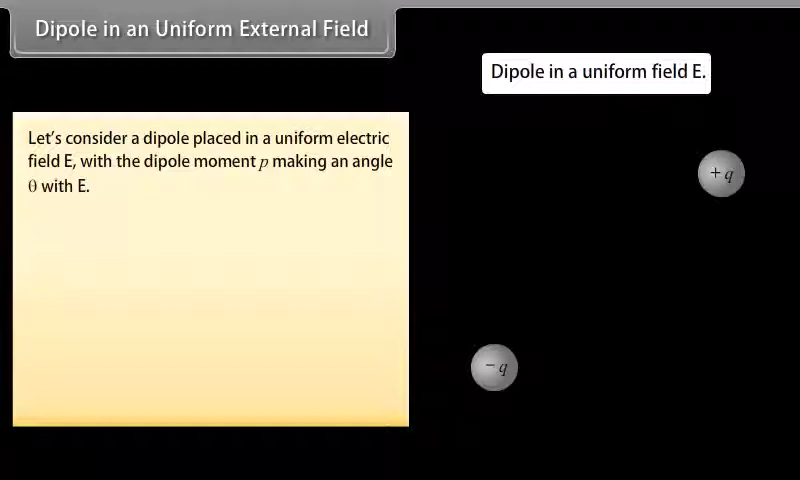 Dipole in an Uniform External Field
Dipole in a uniform field E.
Let's consider a dipole placed in a uniform electric
field E, with the dipole moment p making an angle
θ with E.
+q
−q